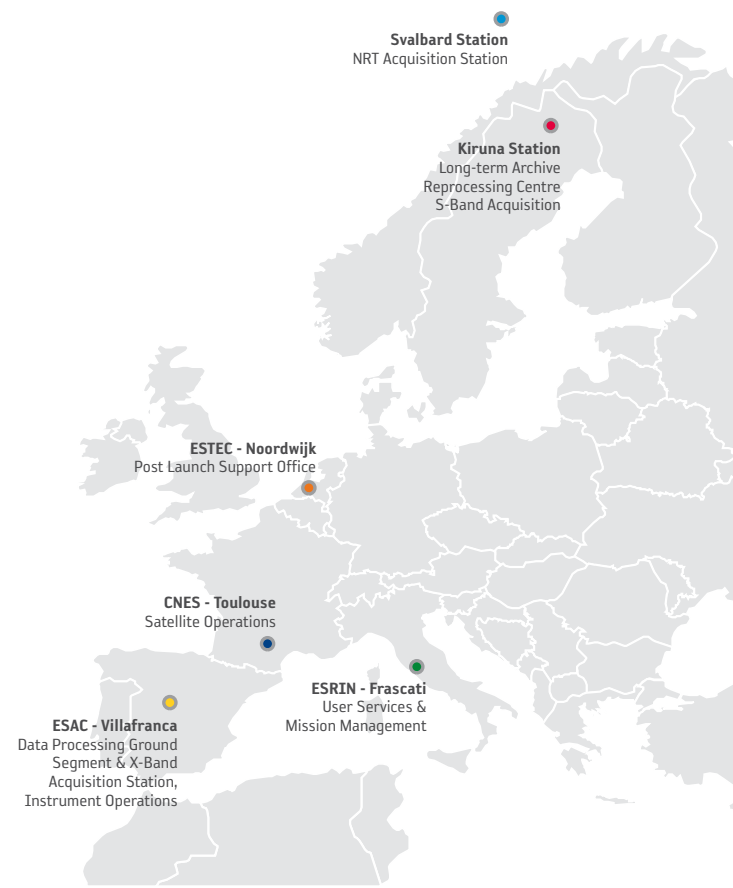 Svalbard Station
NRT Acquisition Station
Kiruna Station
Long-term Archive
Reprocessing Centre
S-Band Acquisition
ESTEC - Noordwijk
Post Launch Support Office
CNES - Toulouse
Satellite Operations
ESRIN - Frascati
User Services &
Mission Management
ESAC - Villafranca
Data Processing Ground
Segment & X-Band
Acquisition Station,
Instrument Operations